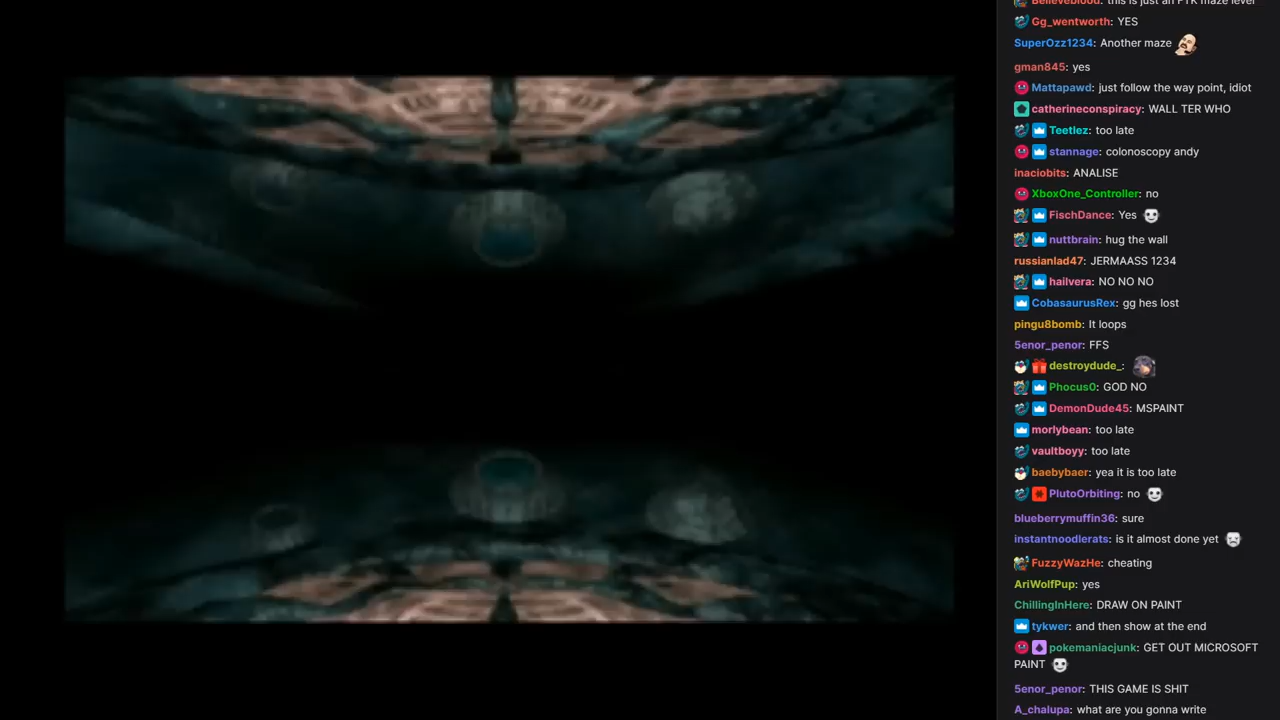 Believeblood: this is just an FTK maze level
Gg_wentworth: YES
SuperOzz1234: Another maze
gman845: yes
Mattapawd: just follow the way point, idiot
catherineconspiracy: WALL TER WHO
Teetlez: too late
stannage: colonoscopy andy
inaciobits: ANALISE
XboxOne_Controller: no
FischDance: Yes
nuttbrain: hug the wall
russianlad47: JERMAASS 1234
hailvera: NO NO NO
CobasaurusRex: gg hes lost
pingu8bomb: It loops
5enor_penor: FFS
destroydude_:
Phocus0: GOD NO
DemonDude45: MSPAINT
morlybean: too late
vaultboyy: too late
baebybaer: yea it is too late
PlutoOrbiting: no
blueberrymuffin36: sure
instantnoodlerats: is it almost done yet
FuzzyWazHe: cheating
AriWolfPup: yes
ChillingInHere: DRAW ON PAINT
tykwer: and then show at the end
pokemaniacjunk: GET OUT MICROSOFT
PAINT
5enor_penor: THIS GAME IS SHIT
A_chalupa: what are you gonna write